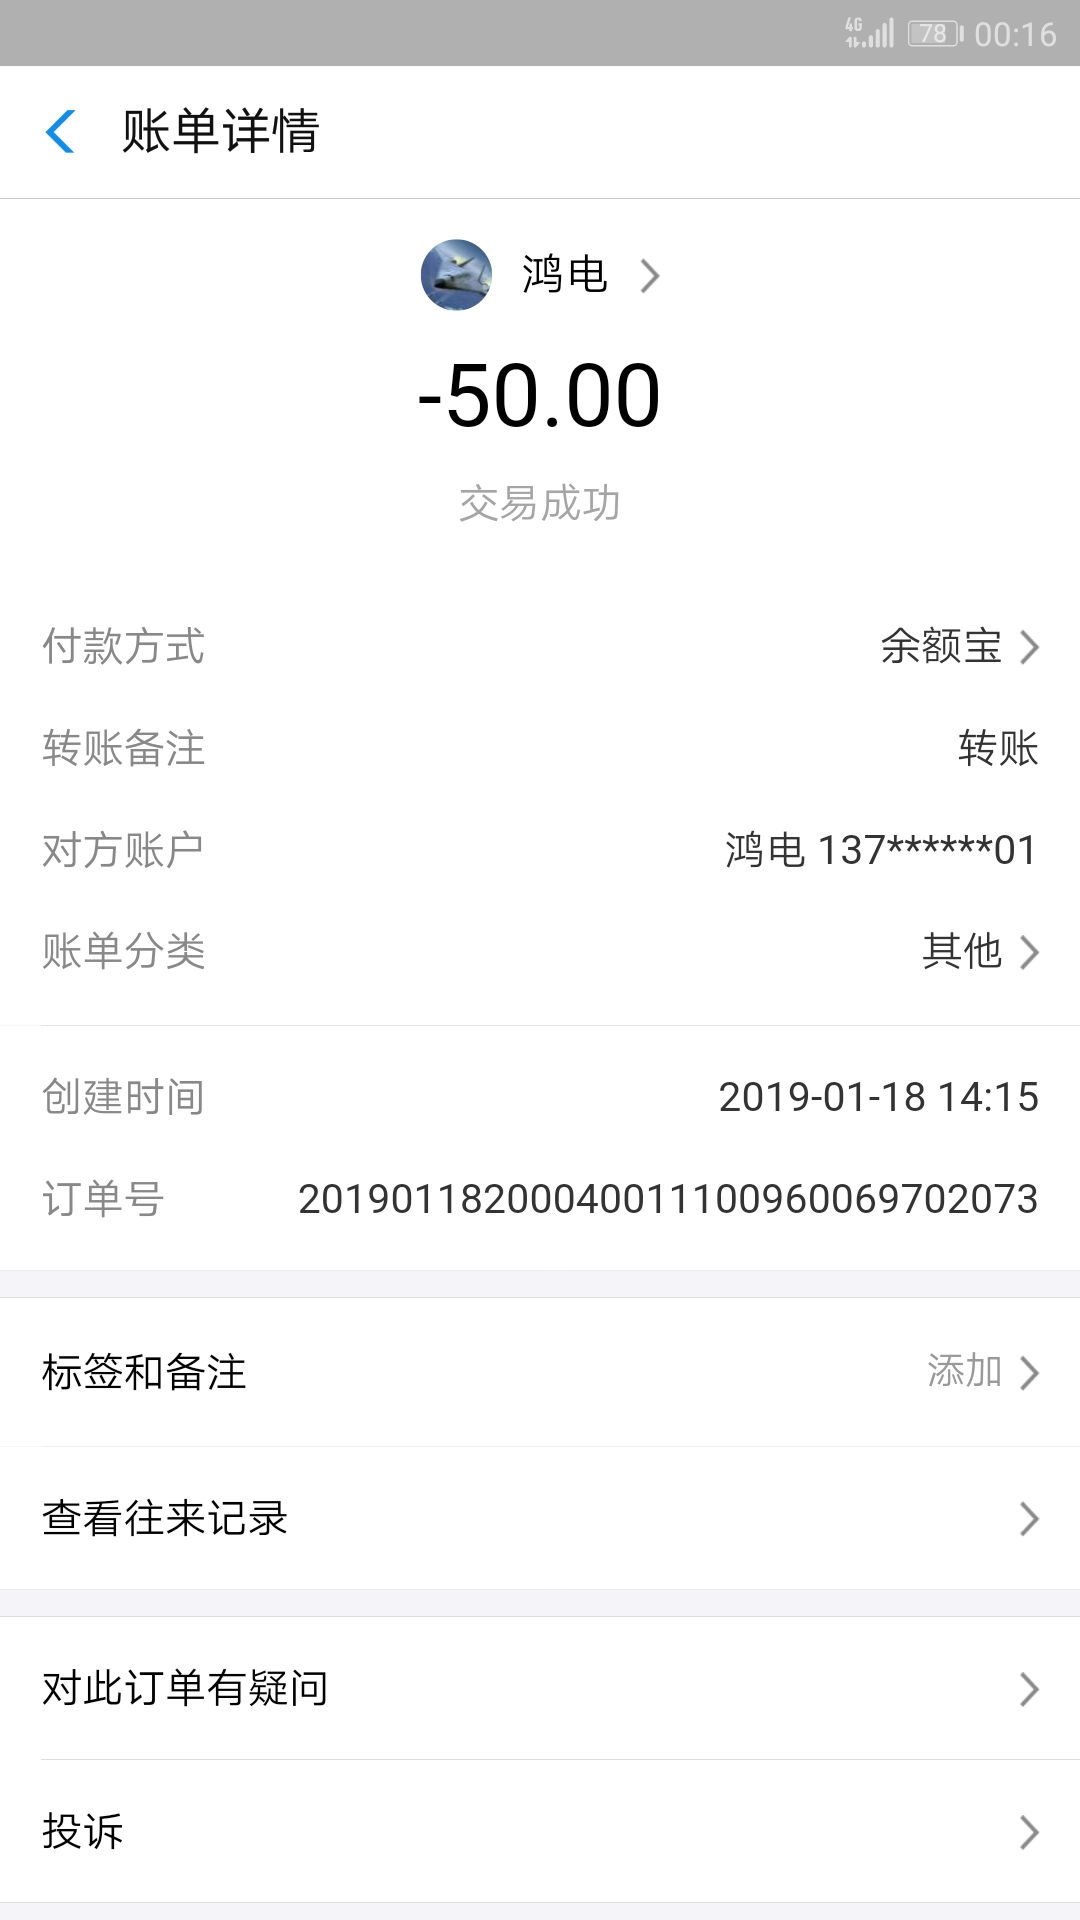 4G 78 00:16
账单详情
鸿电
-50.00
交易成功
付款方式 余额宝
转账备注 转账
对方账户 鸿电 137******01
账单分类 其他
创建时间 2019-01-18 14:15
订单号 20190118200040011100960069702073
标签和备注 添加
查看往来记录
对此订单有疑问
投诉